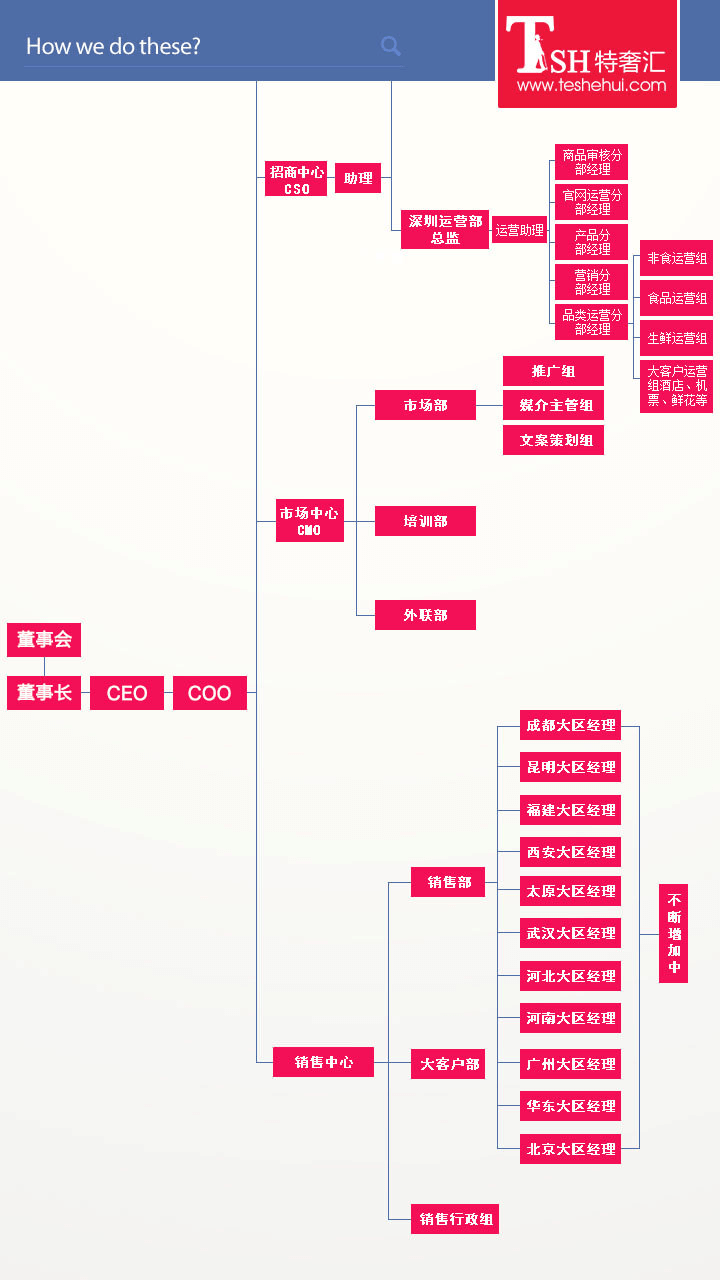 How we do these?
TSH 特奢汇
www.teshehui.com
招商中心
CSO
助理
深圳运营部
总监
运营助理
商品审核分
部经理
官网运营分
部经理
产品分
部经理
营销分
部经理
品类运营分
部经理
非食运营组
食品运营组
生鲜运营组
大客户运营
组酒店、机
票、鲜花等
市场中心
CMO
市场部
推广组
媒介主管组
文案策划组
培训部
外联部
董事会
董事长
CEO
COO
销售中心
销售部
成都大区经理
昆明大区经理
福建大区经理
西安大区经理
太原大区经理
武汉大区经理
河北大区经理
河南大区经理
广州大区经理
华东大区经理
北京大区经理
不
断
增
加
中
大客户部
销售行政组